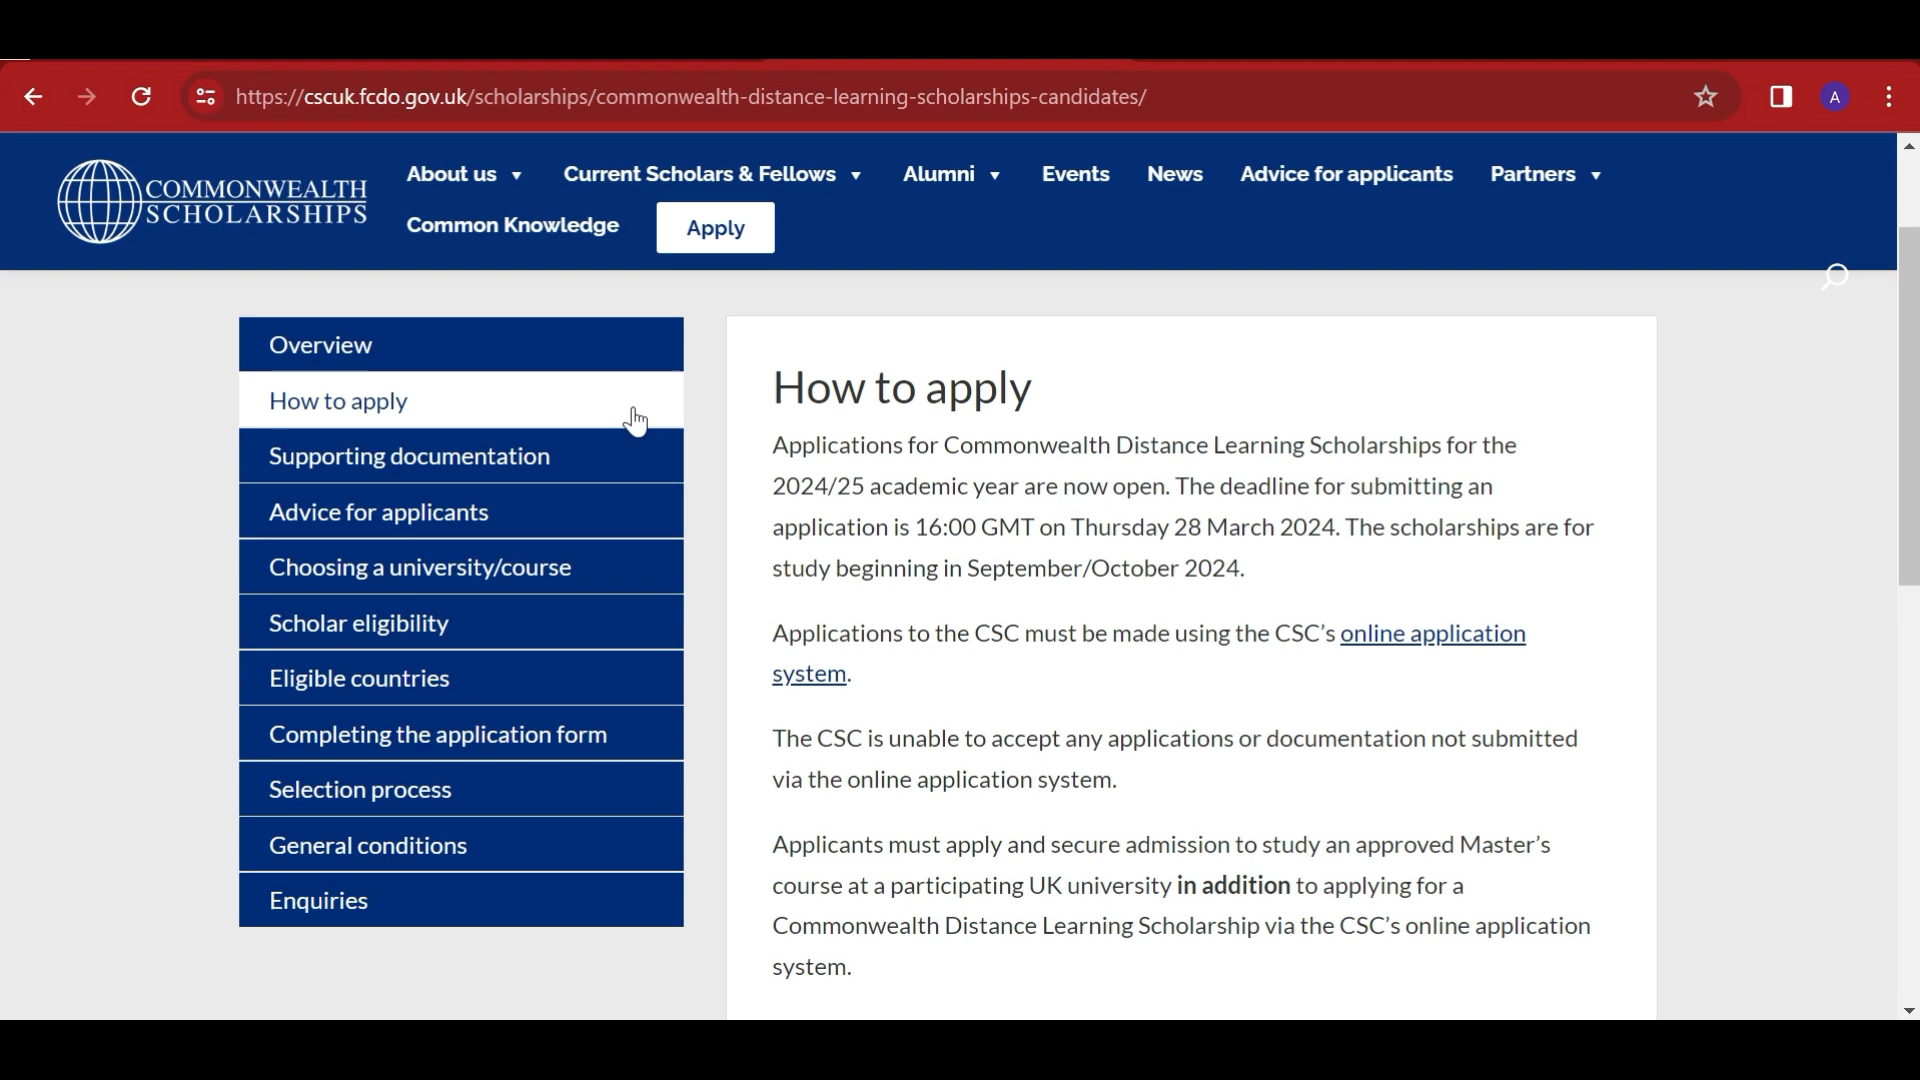 https://cscuk.fcdo.gov.uk/scholarships/commonwealth-distance-learning-scholarships-candidates/
A
COMMONWEALTH
SCHOLARSHIPS
About us
Current Scholars & Fellows
Alumni
Events
News
Advice for applicants
Partners
Common Knowledge
Apply
Overview
How to apply
Supporting documentation
Advice for applicants
Choosing a university/course
Scholar eligibility
Eligible countries
Completing the application form
Selection process
General conditions
Enquiries
How to apply
Applications for Commonwealth Distance Learning Scholarships for the
2024/25 academic year are now open. The deadline for submitting an
application is 16:00 GMT on Thursday 28 March 2024. The scholarships are for
study beginning in September/October 2024.
Applications to the CSC must be made using the CSC’s online application
system.
The CSC is unable to accept any applications or documentation not submitted
via the online application system.
Applicants must apply and secure admission to study an approved Master’s
course at a participating UK university in addition to applying for a
Commonwealth Distance Learning Scholarship via the CSC’s online application
system.